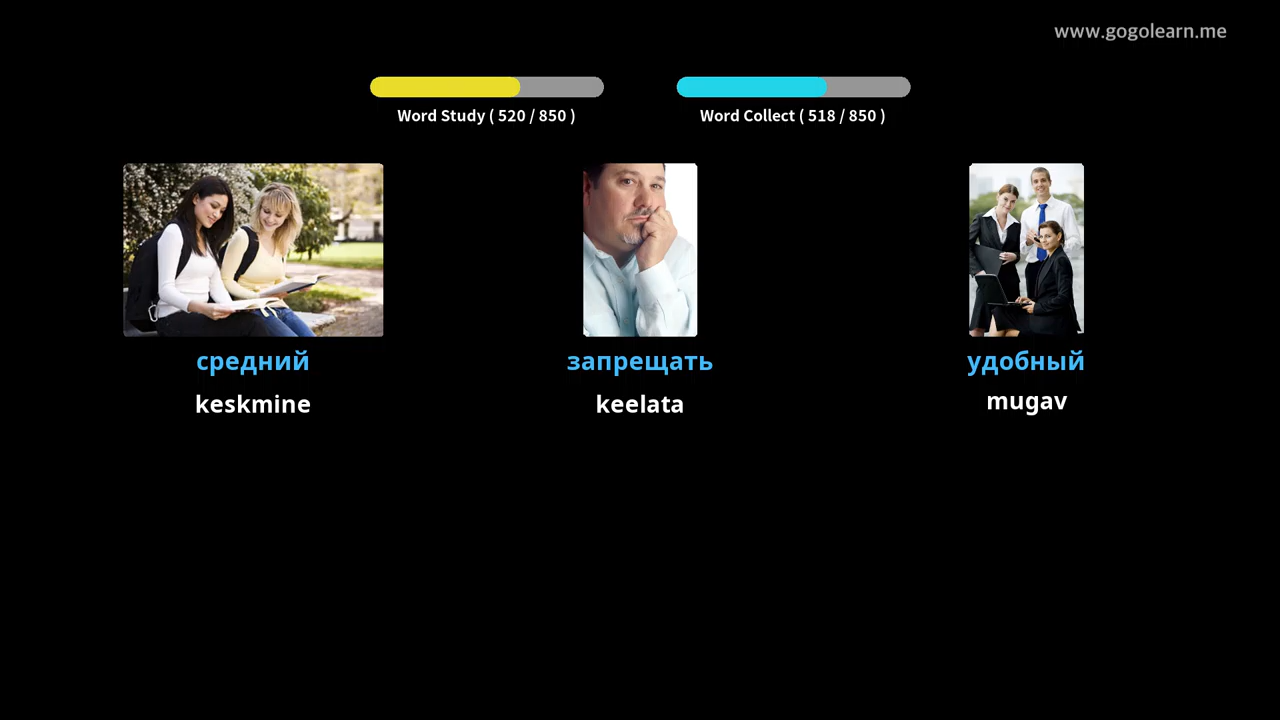 www.gogolearn.me
Word Study ( 520 / 850 )
Word Collect ( 518 / 850 )
средний
запрещать
удобный
keskmine
keelata
mugav